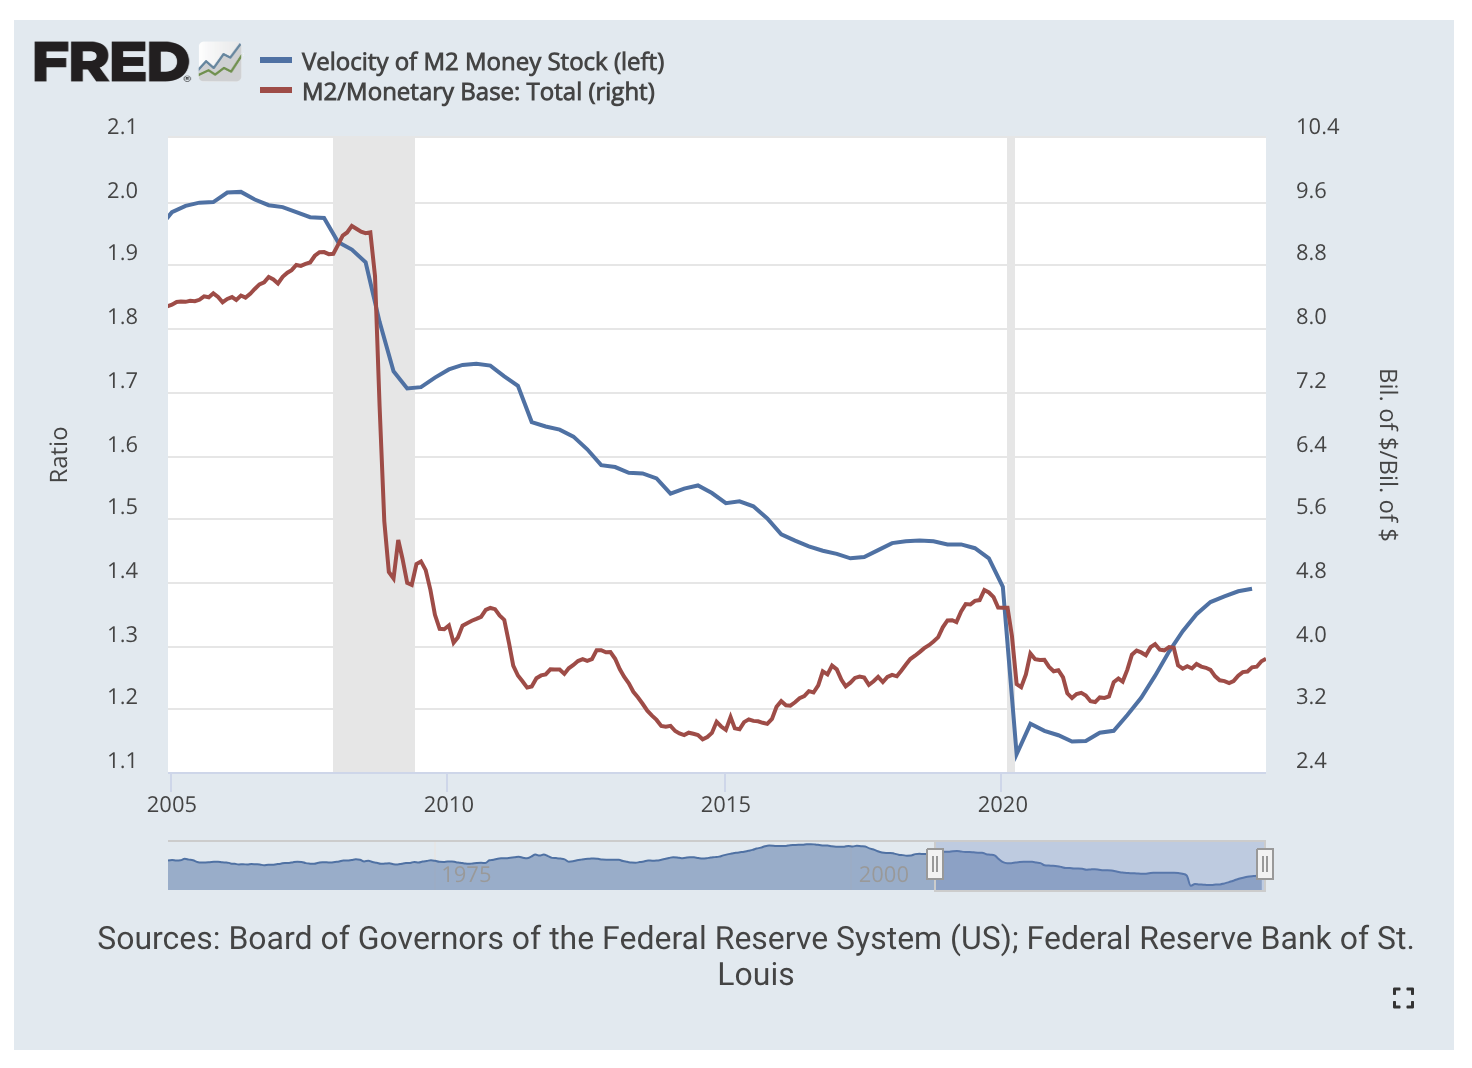 FRED®
Velocity of M2 Money Stock (left)
M2/Monetary Base: Total (right)
2.1
2.0
1.9
1.8
1.7
1.6
1.5
1.4
1.3
1.2
1.1
Ratio
10.4
9.6
8.8
8.0
7.2
6.4
5.6
4.8
4.0
3.2
2.4
Bil. of $/Bil. of $
2005 2010 2015 2020
1975 2000
Sources: Board of Governors of the Federal Reserve System (US); Federal Reserve Bank of St.
Louis